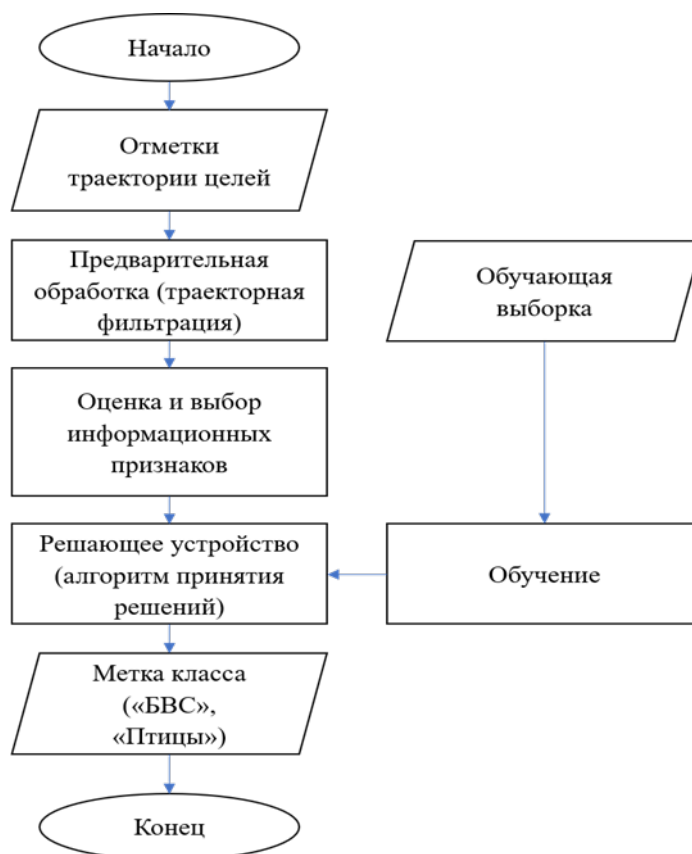 Начало
Отметки
траектории целей
Предварительная
обработка (траекторная
фильтрация)
Обучающая
выборка
Оценка и выбор
информационных
признаков
Решающее устройство
(алгоритм принятия
решений)
Обучение
Метка класса
(«БВС»,
«Птицы»)
Конец